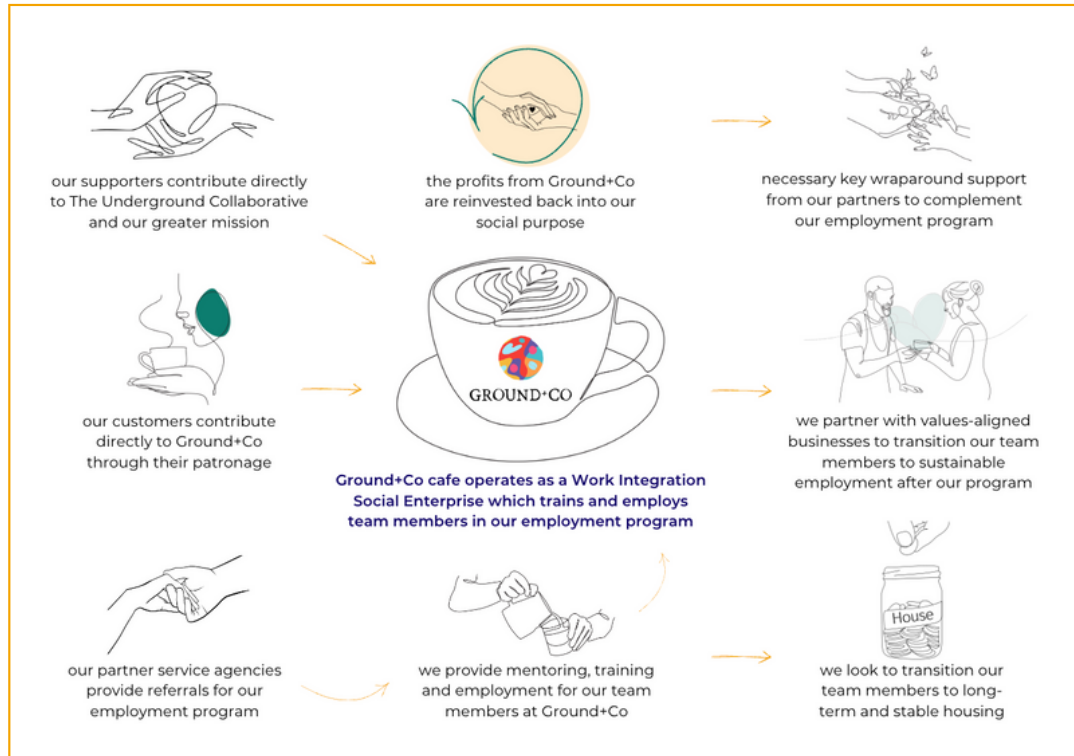 our supporters contribute directly
to The Underground Collaborative
and our greater mission
the profits from Ground+Co
are reinvested back into our
social purpose
necessary key wraparound support
from our partners to complement
our employment program
our customers contribute
directly to Ground+Co
through their patronage
GROUND+CO
Ground+Co cafe operates as a Work Integration
Social Enterprise which trains and employs
team members in our employment program
we partner with values-aligned
businesses to transition our team
members to sustainable
employment after our program
our partner service agencies
provide referrals for our
employment program
we provide mentoring, training
and employment for our team
members at Ground+Co
House
we look to transition our
team members to long-
term and stable housing